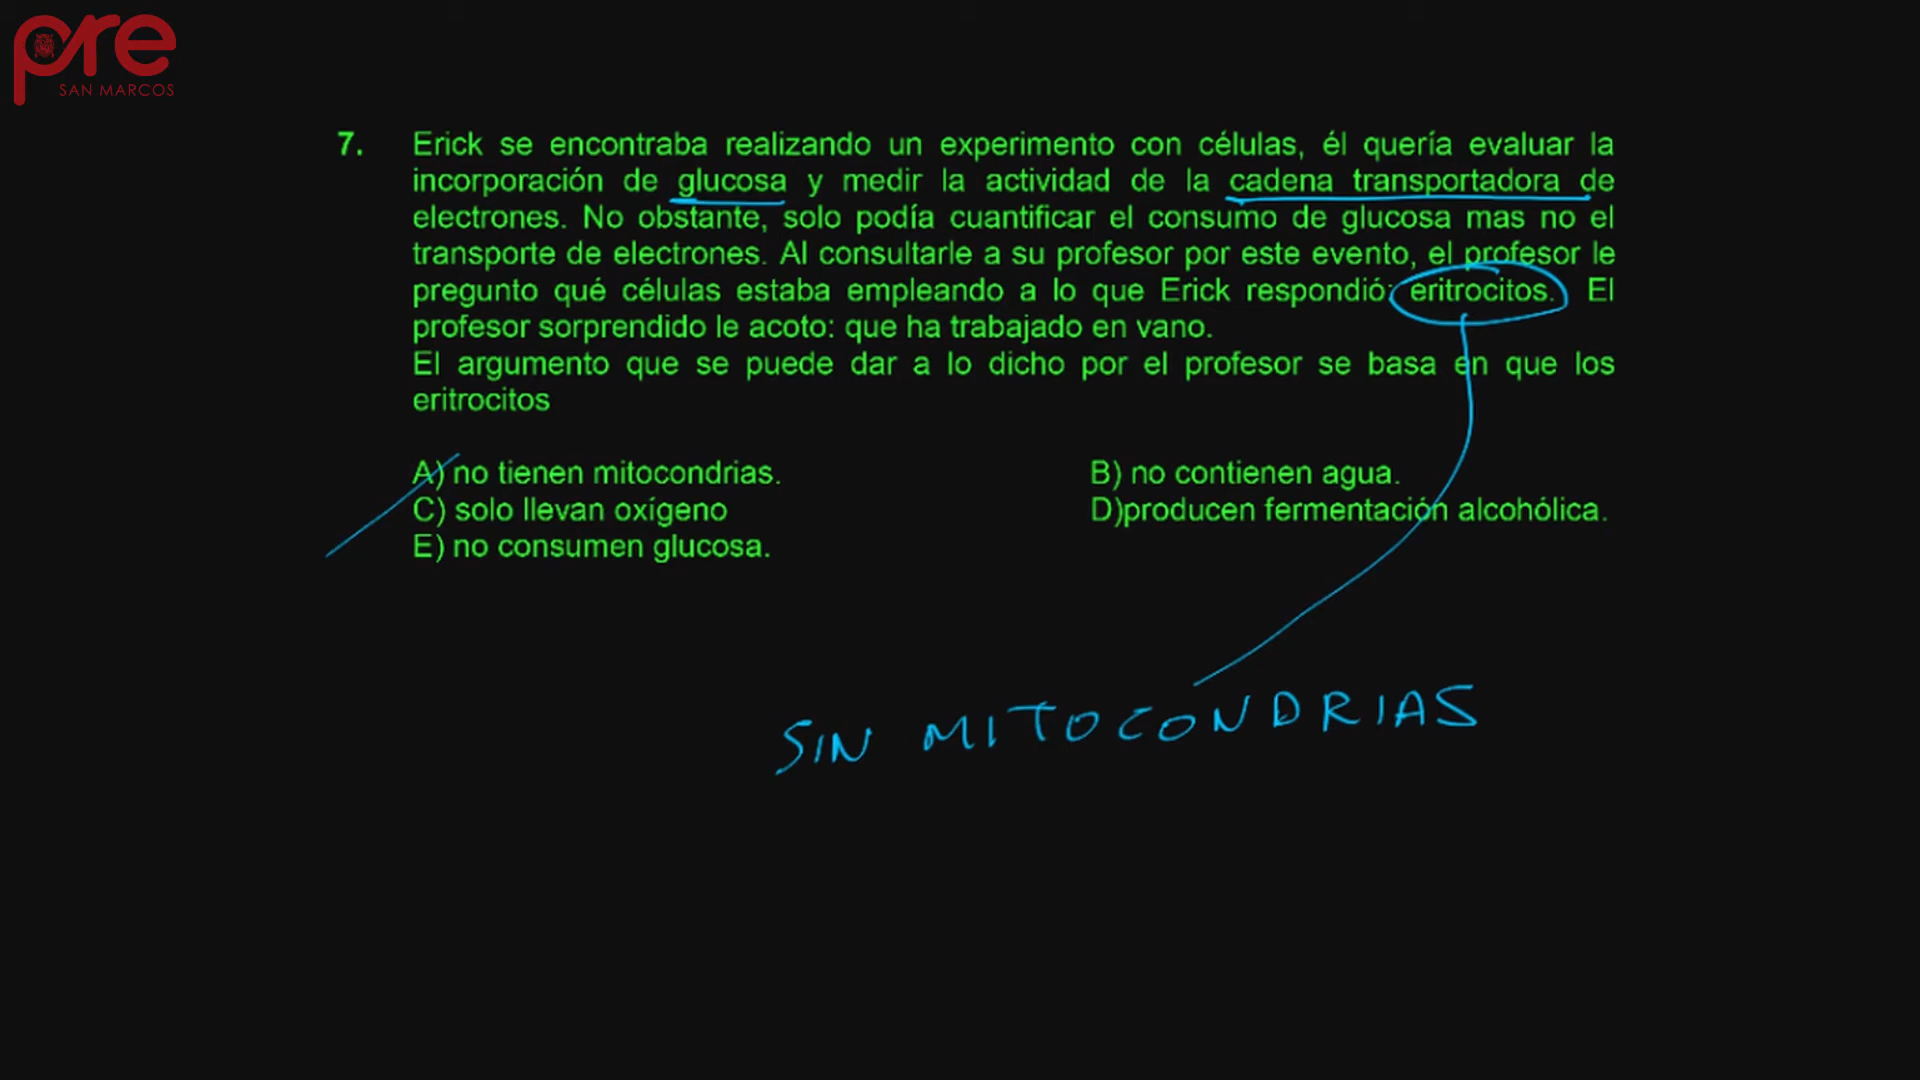 pre
SAN MARCOS
7. Erick se encontraba realizando un experimento con células, él quería evaluar la
incorporación de glucosa y medir la actividad de la cadena transportadora de
electrones. No obstante, solo podía cuantificar el consumo de glucosa mas no el
transporte de electrones. Al consultarle a su profesor por este evento, el profesor le
pregunto qué células estaba empleando a lo que Erick respondió: eritrocitos. El
profesor sorprendido le acoto: que ha trabajado en vano.
El argumento que se puede dar a lo dicho por el profesor se basa en que los
eritrocitos
A) no tienen mitocondrias. B) no contienen agua.
C) solo llevan oxígeno D)producen fermentación alcohólica.
E) no consumen glucosa.
SIN MITOCONDRIAS